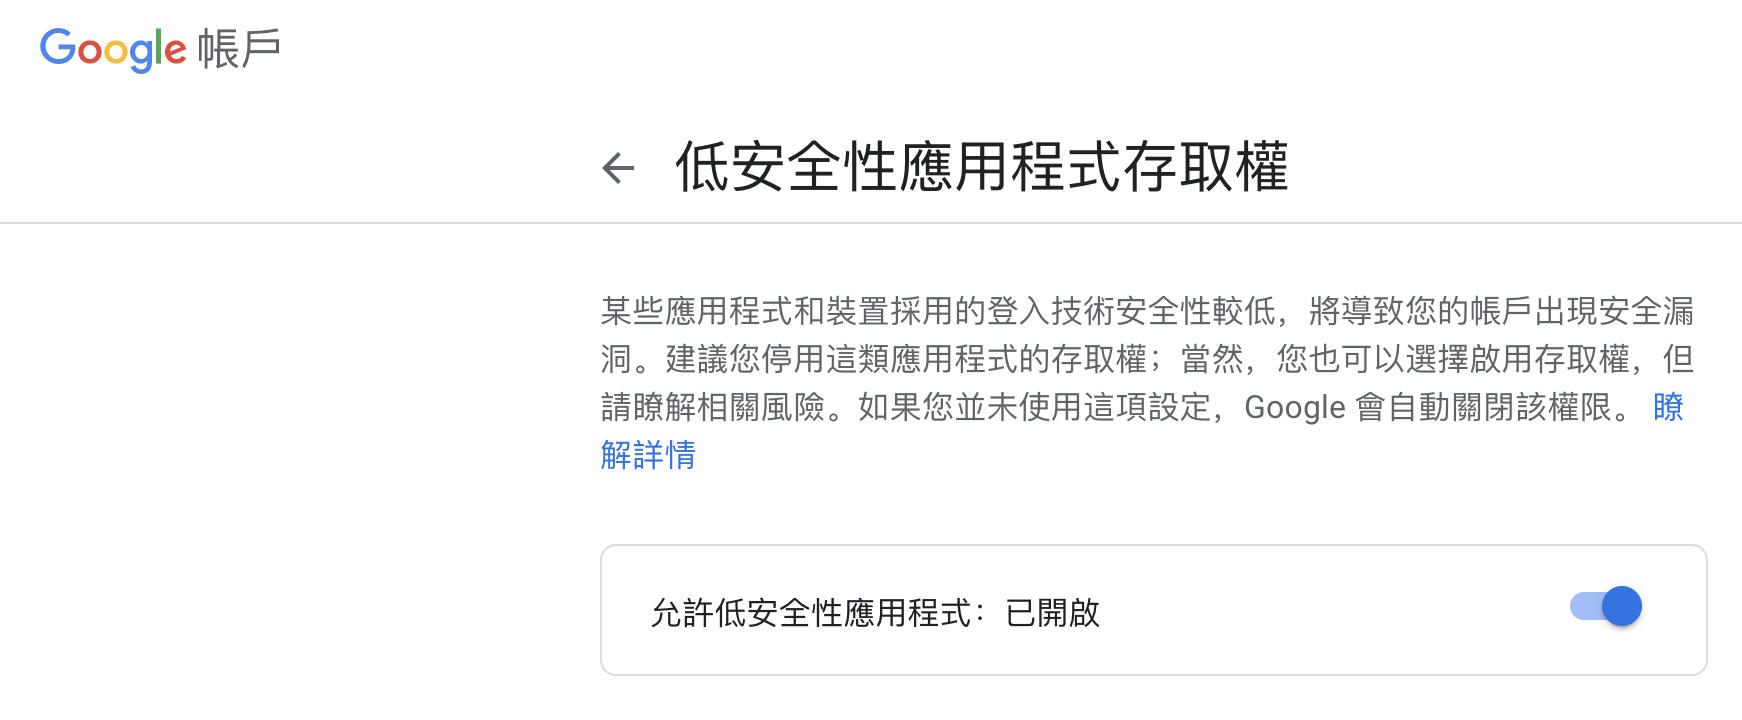 Google 帳戶
低安全性應用程式存取權
某些應用程式和裝置採用的登入技術安全性較低，將導致您的帳戶出現安全漏
洞。建議您停用這類應用程式的存取權；當然，您也可以選擇啟用存取權，但
請瞭解相關風險。如果您並未使用這項設定，Google 會自動關閉該權限。 瞭
解詳情
允許低安全性應用程式：已開啟